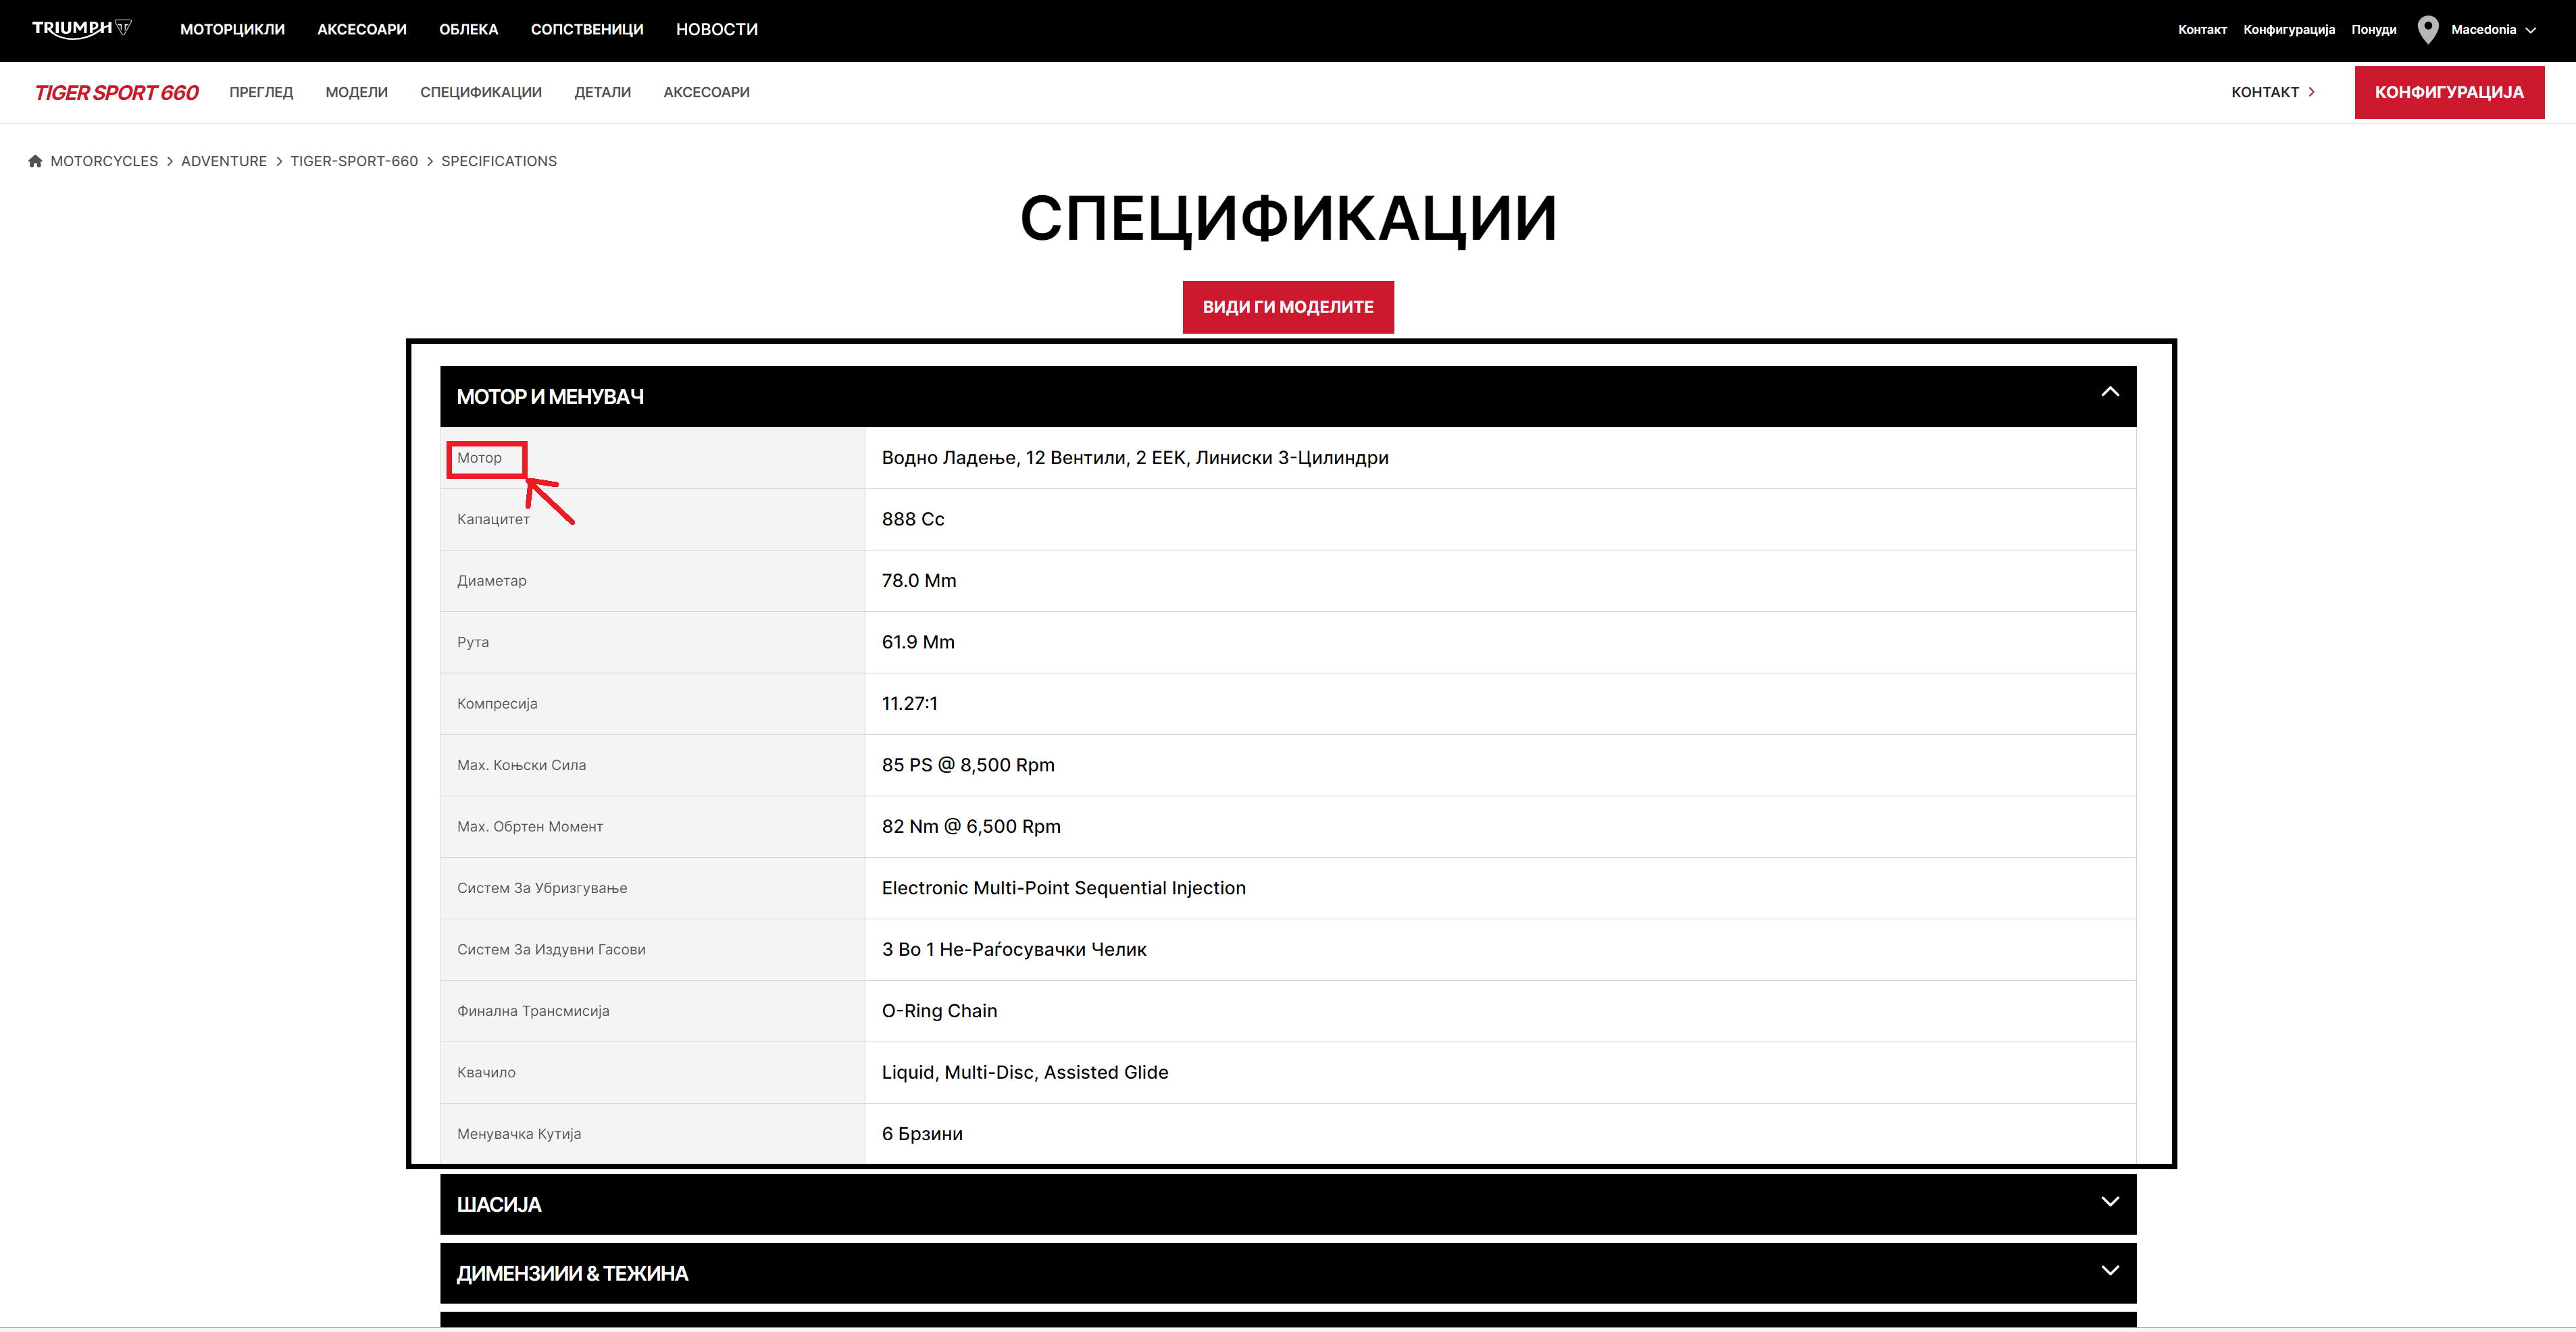 TRIUMPH МОТОРЦИКЛИ АКСЕСОАРИ ОБЛЕКА СОПСТВЕНИЦИ НОВОСТИ Контакт Конфигурација Понуди Macedonia
TIGER SPORT 660 ПРЕГЛЕД МОДЕЛИ СПЕЦИФИКАЦИИ ДЕТАЛИ АКСЕСОАРИ КОНТАКТ КОНФИГУРАЦИЈА
MOTORCYCLES > ADVENTURE > TIGER-SPORT-660 > SPECIFICATIONS
СПЕЦИФИКАЦИИ
ВИДИ ГИ МОДЕЛИТЕ
МОТОР И МЕНУВАЧ
Мотор Водно Ладење, 12 Вентили, 2 ЕЕК, Линиски 3-Цилиндри
Капацитет 888 Cc
Диаметар 78.0 Mm
Рута 61.9 Mm
Компресија 11.27:1
Мах. Коњски Сила 85 PS @ 8,500 Rpm
Мах. Обртен Момент 82 Nm @ 6,500 Rpm
Систем За Убризгување Electronic Multi-Point Sequential Injection
Систем За Издувни Гасови 3 Во 1 Не-Раѓосувачки Челик
Финална Трансмисија O-Ring Chain
Квачило Liquid, Multi-Disc, Assisted Glide
Менувачка Кутија 6 Брзини
ШАСИЈА
ДИМЕНЗИИИ & ТЕЖИНА